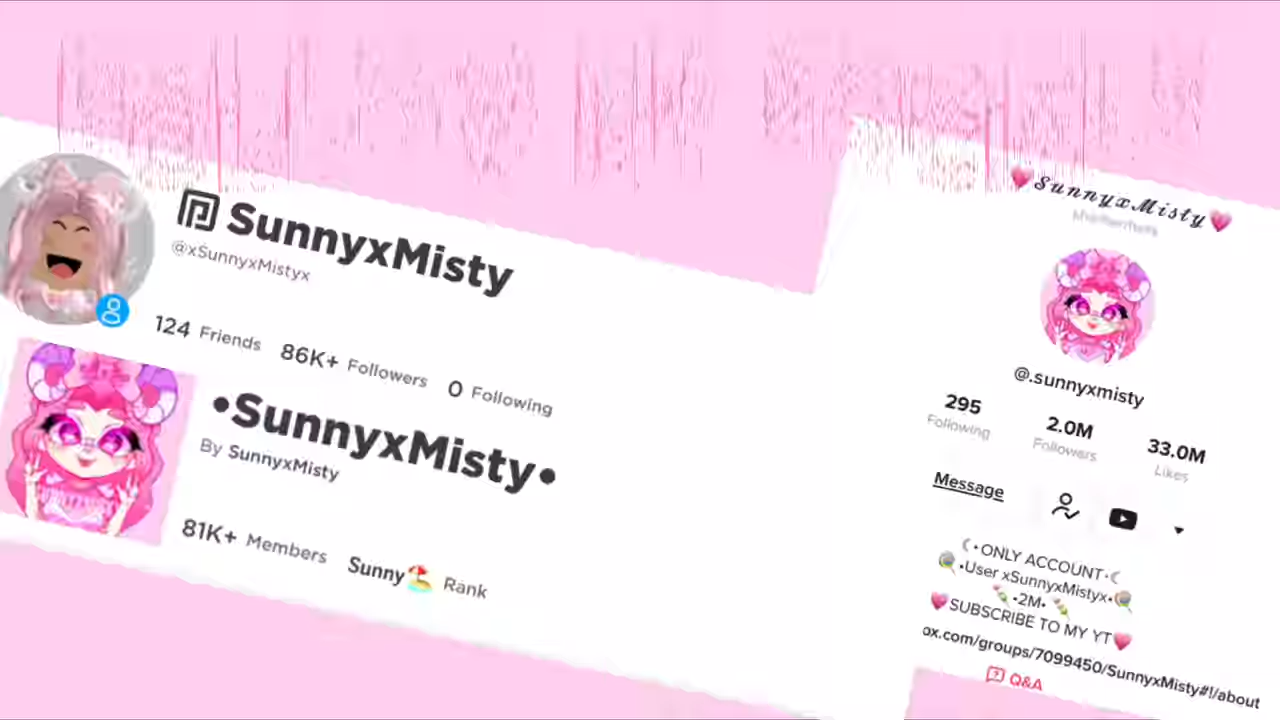 SunnyxMisty
@xSunnyxMistyx
124 Friends 86K+ Followers 0 Following
•SunnyxMisty•
By SunnyxMisty
81K+ Members Sunny🏖️ Rank
💗𝓢𝓾𝓷𝓷𝔂𝔁𝓜𝓲𝓼𝓽𝔂💗
@.sunnyxmisty
295 Following 2.0M Followers 33.0M Likes
Message
☾•ONLY ACCOUNT•☾
🍭•User xSunnyxMistyx•🍭
🍡•2M•🍡
💗SUBSCRIBE TO MY YT💗
ox.com/groups/7099450/SunnyxMisty#!/about
Q&A